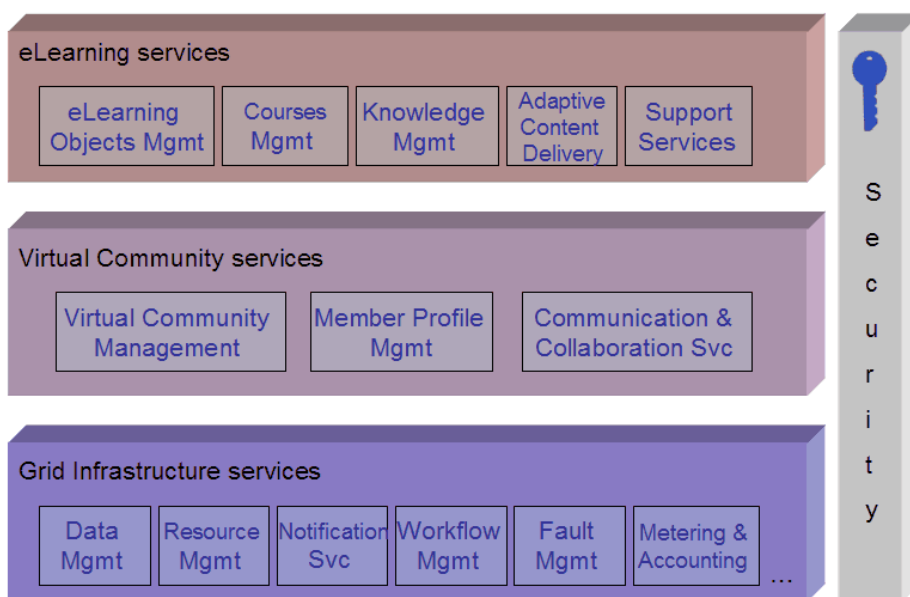 eLearning services
eLearning
Objects Mgmt
Courses
Mgmt
Knowledge
Mgmt
Adaptive
Content
Delivery
Support
Services
Virtual Community services
Virtual Community
Management
Member Profile
Mgmt
Communication &
Collaboration Svc
Grid Infrastructure services
Data
Mgmt
Resource
Mgmt
Notification
Svc
Workflow
Mgmt
Fault
Mgmt
Metering &
Accounting
...
S
e
c
u
r
i
t
y